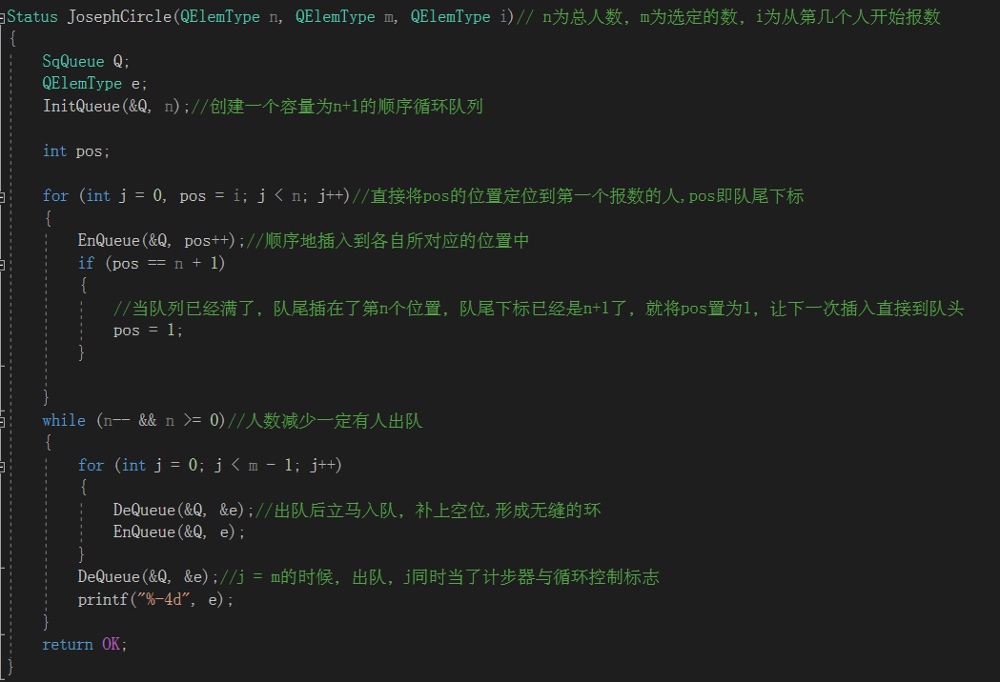 Status JosephCircle(QElemType n, QElemType m, QElemType i)// n为总人数，m为选定的数，i为从第几个人开始报数
{
SqQueue Q;
QElemType e;
InitQueue(&Q, n);//创建一个容量为n+1的顺序循环队列
int pos;
for (int j = 0, pos = i; j < n; j++)//直接将pos的位置定位到第一个报数的人,pos即队尾下标
{
EnQueue(&Q, pos++);//顺序地插入到各自所对应的位置中
if (pos == n + 1)
{
//当队列已经满了，队尾插在了第n个位置，队尾下标已经是n+1了，就将pos置为1，让下一次插入直接到队头
pos = 1;
}
}
while (n-- && n >= 0)//人数减少一定有人出队
{
for (int j = 0; j < m - 1; j++)
{
DeQueue(&Q, &e);//出队后立马入队，补上空位,形成无缝的环
EnQueue(&Q, e);
}
DeQueue(&Q, &e);//j = m的时候，出队，j同时当了计步器与循环控制标志
printf("%-4d", e);
}
return OK;
}